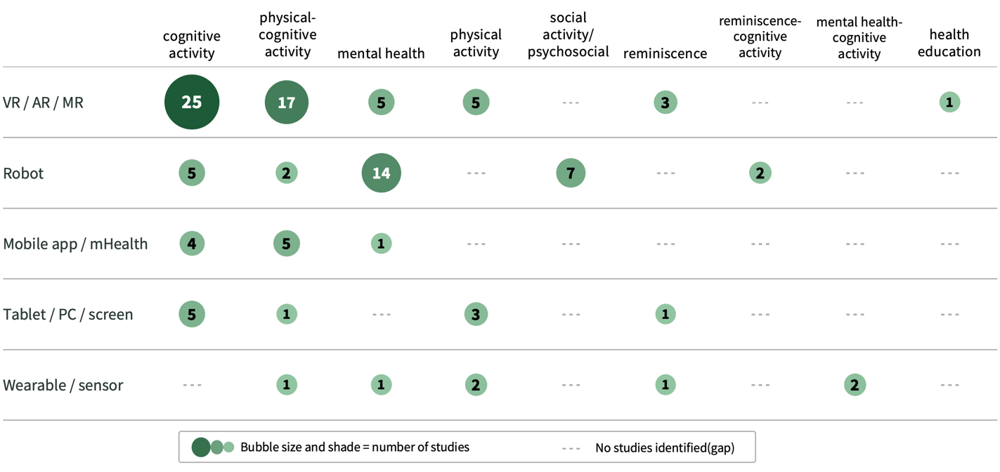 cognitive
activity
physical-
cognitive
activity
mental health
physical
activity
social
activity/
psychosocial
reminiscence
reminiscence-
cognitive
activity
mental health-
cognitive
activity
health
education
VR / AR / MR 25 17 5 5 --- 3 --- --- 1
Robot 5 2 14 --- 7 --- 2 --- ---
Mobile app / mHealth 4 5 1 --- --- --- --- --- ---
Tablet / PC / screen 5 1 --- 3 --- 1 --- --- ---
Wearable / sensor --- 1 1 2 --- 1 --- 2 ---
Bubble size and shade = number of studies --- No studies identified(gap)